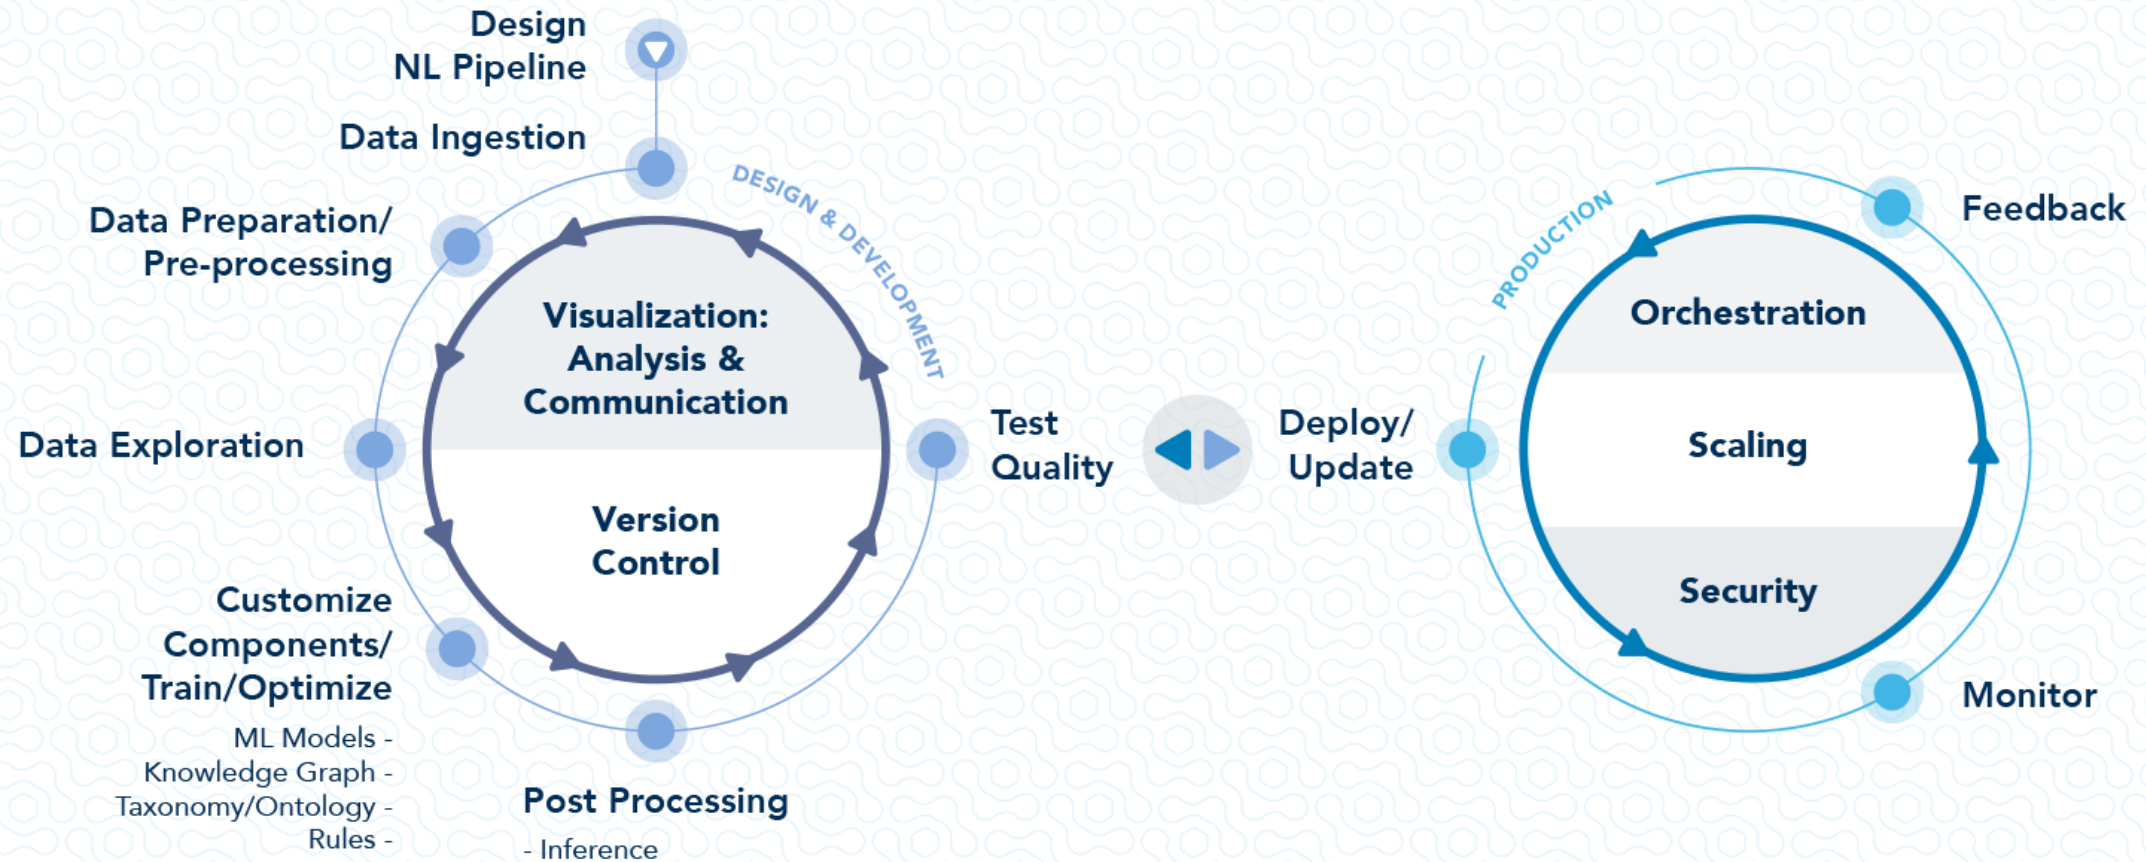 Design
NL Pipeline
Data Ingestion
DESIGN & DEVELOPMENT
Data Preparation/
Pre-processing
Visualization:
Analysis &
Communication
Data Exploration
Version
Control
Test
Quality
Customize
Components/
Train/Optimize
ML Models -
Knowledge Graph -
Taxonomy/Ontology -
Rules -
Post Processing
- Inference
PRODUCTION
Feedback
Orchestration
Deploy/
Update
Scaling
Security
Monitor